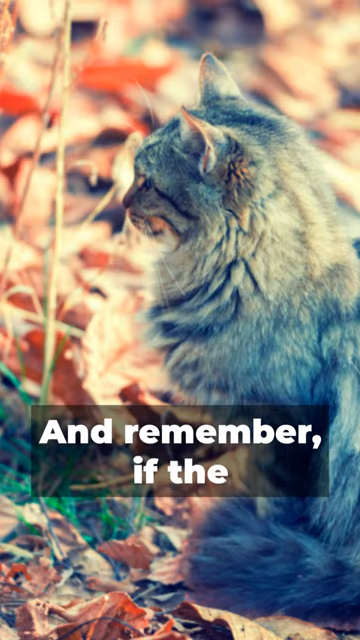 And remember,
if the